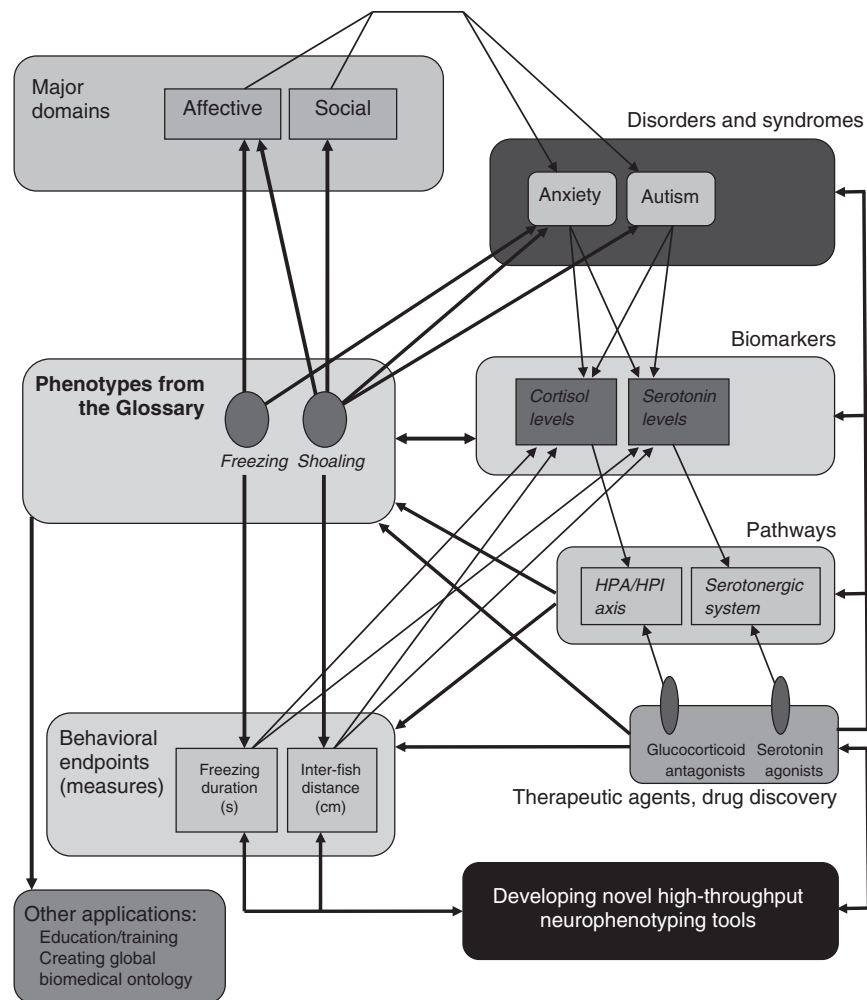 Major
domains
Affective
Social
Disorders and syndromes
Anxiety
Autism
Biomarkers
Phenotypes from
the Glossary
Freezing
Shoaling
Cortisol
levels
Serotonin
levels
Pathways
HPA/HPI
axis
Serotonergic
system
Behavioral
endpoints
(measures)
Freezing
duration
(s)
Inter-fish
distance
(cm)
Glucocorticoid
antagonists
Serotonin
agonists
Therapeutic agents, drug discovery
Developing novel high-throughput
neurophenotyping tools
Other applications:
Education/training
Creating global
biomedical ontology